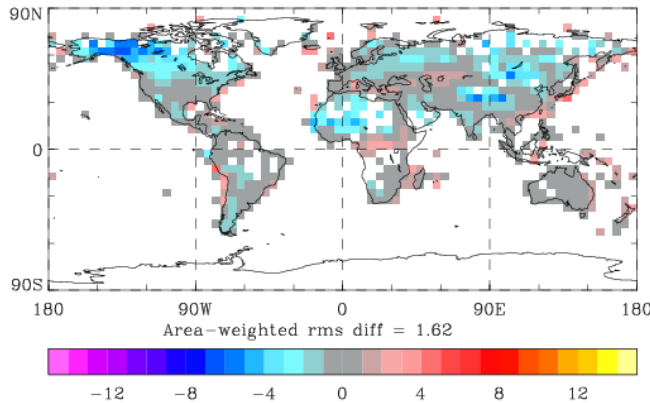 90N
0
90S
180 90W 0 90E 180
Area-weighted rms diff = 1.62
-12 -8 -4 0 4 8 12